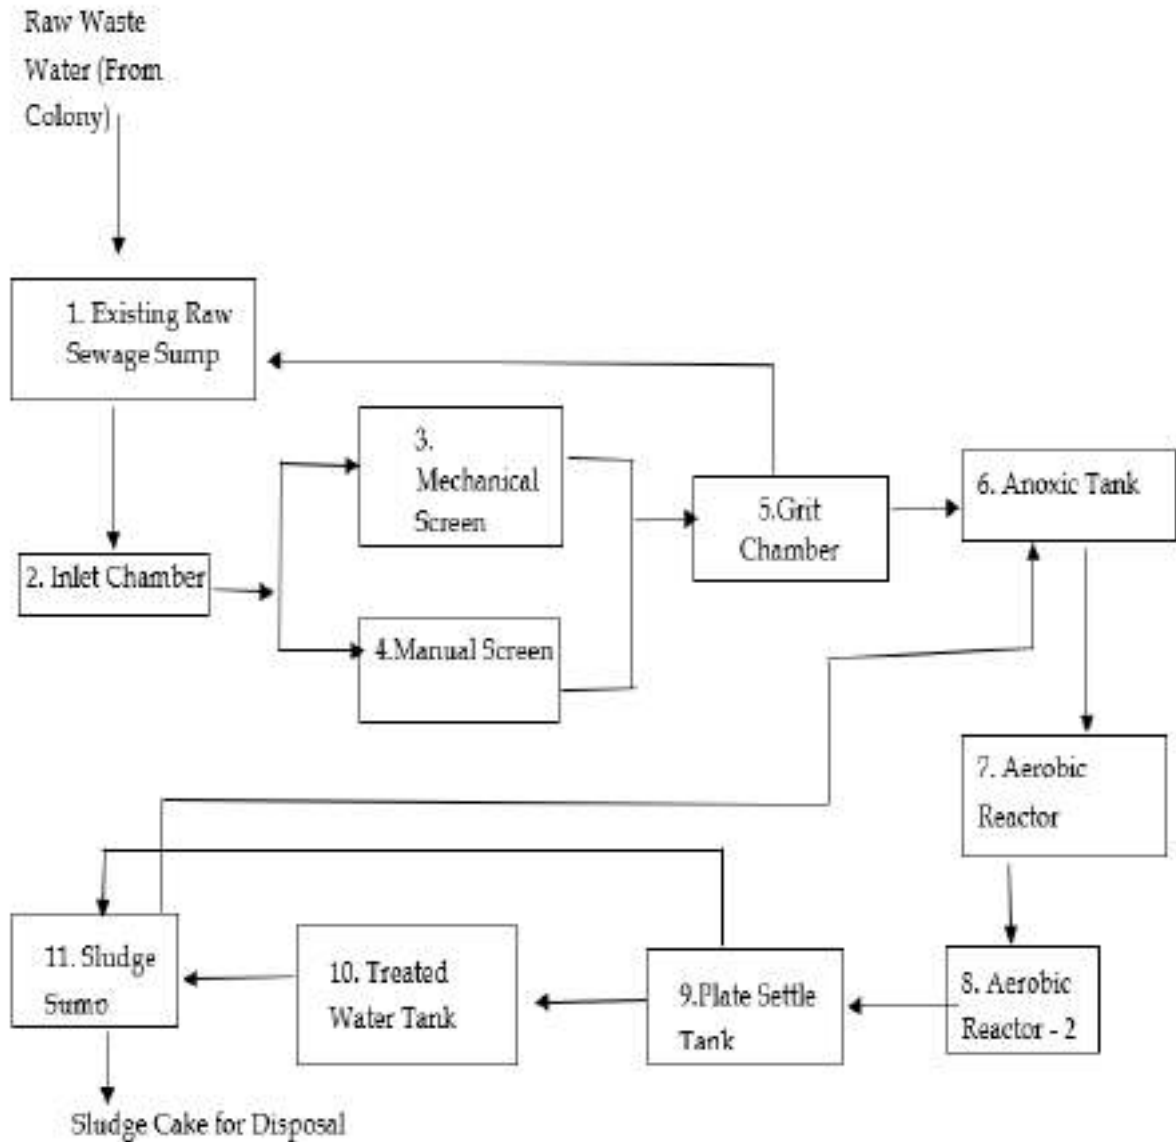 Raw Waste
Water (From
Colony)
1. Existing Raw
Sewage Sump
2. Inlet Chamber
3.
Mechanical
Screen
4.Manual Screen
5.Grit
Chamber
6. Anoxic Tank
7. Aerobic
Reactor
8. Aerobic
Reactor - 2
9.Plate Settle
Tank
10. Treated
Water Tank
11. Sludge
Sumo
Sludge Cake for Disposal